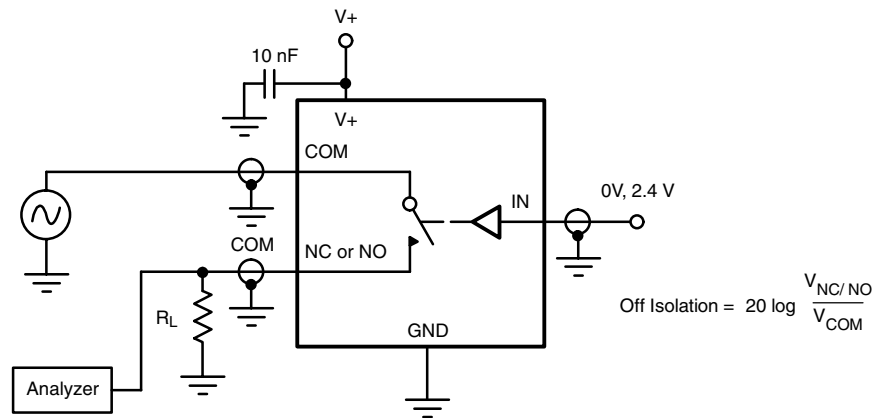 V+
10 nF
V+
COM
IN
0V, 2.4 V
COM
NC or NO
Off Isolation = 20 log V_NC/ NO / V_COM
R_L
GND
Analyzer